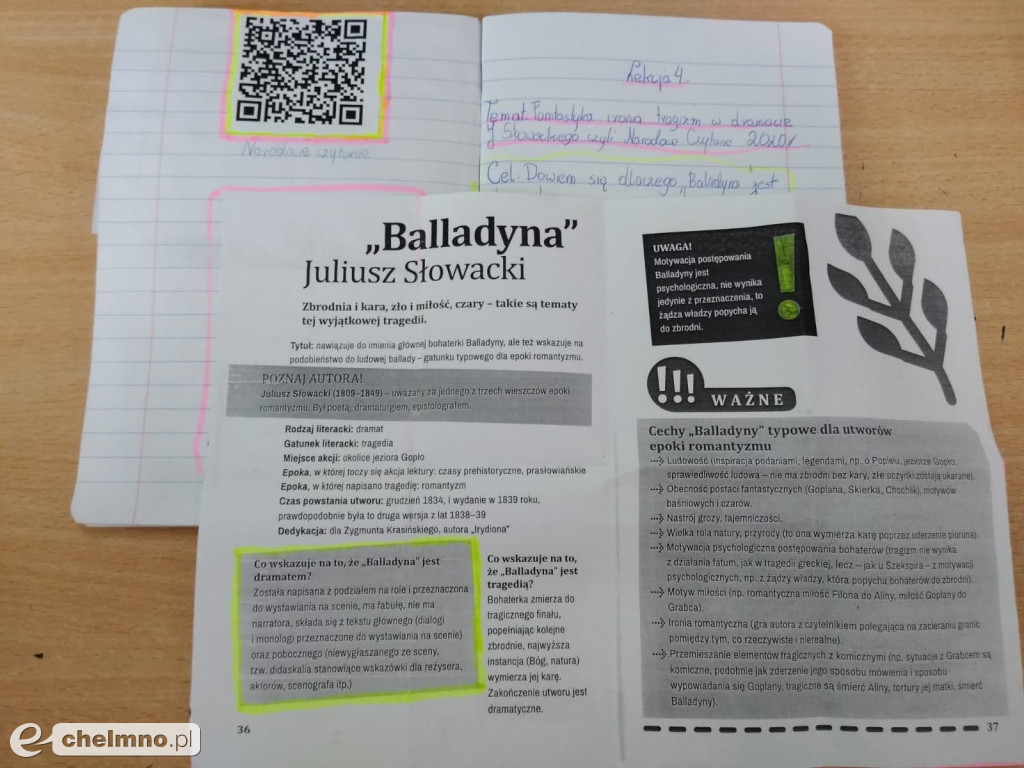 Narodowe czytanie
Lekcja 4
Temat: Fantastyka ironia, tragizm w dramacie
J. Słowackiego czyli Narodowe Czytanie 2020r
Cel: Dowiem się dlaczego „Baladyna jest
„Balladyna”
Juliusz Słowacki
Zbrodnia i kara, zło i miłość, czary – takie są tematy
tej wyjątkowej tragedii.
Tytuł: nawiązuje do imienia głównej bohaterki Balladyny, ale też wskazuje na
podobieństwo do ludowej ballady – gatunku typowego dla epoki romantyzmu.
POZNAJ AUTORA!
Juliusz Słowacki (1809–1849) – uważany za jednego z trzech wieszczów epoki
romantyzmu. Był poetą, dramaturgiem, epistolografem.
Rodzaj literacki: dramat
Gatunek literacki: tragedia
Miejsce akcji: okolice jeziora Gopło
Epoka, w której toczy się akcja lektury: czasy prehistoryczne, prasłowiańskie
Epoka, w której napisano tragedię: romantyzm
Czas powstania utworu: grudzień 1834, I wydanie w 1839 roku,
prawdopodobnie była to druga wersja z lat 1838–39
Dedykacja: dla Zygmunta Krasińskiego, autora „Irydiona”
Co wskazuje na to, że „Balladyna” jest
dramatem?
Została napisana z podziałem na role i przeznaczona
do wystawiania na scenie, ma fabułę, nie ma
narratora, składa się z tekstu głównego (dialogi
i monologi przeznaczone do wystawiania na scenie)
oraz pobocznego (niewygłaszanego ze sceny,
tzw. didaskalia stanowiące wskazówki dla reżysera,
aktorów, scenografa itp.)
Co wskazuje na to,
że „Balladyna” jest
tragedią?
Bohaterka zmierza do
tragicznego finału,
popełniając kolejne
zbrodnie, najwyższa
instancja (Bóg, natura)
wymierza jej karę.
Zakończenie utworu jest
dramatyczne.
36
UWAGA!
Motywacja postępowania
Balladyny jest
psychologiczna, nie wynika
jedynie z przeznaczenia, to
żądza władzy popycha ją
do zbrodni.
!!! WAŻNE
Cechy „Balladyny” typowe dla utworów
epoki romantyzmu
Ludowość (inspiracja podaniami, legendami, np. o Popielu, jeziorze Gopło,
sprawiedliwość ludowa – nie ma zbrodni bez kary, złe uczynki zostają ukarane).
Obecność postaci fantastycznych (Goplana, Skierka, Chochlik), motywów
baśniowych i czarów.
Nastrój grozy, tajemniczości.
Wielka rola natury, przyrody (to ona wymierza karę poprzez uderzenie pioruna).
Motywacja psychologiczna postępowania bohaterów (tragizm nie wynika
z działania fatum, jak w tragedii greckiej, lecz – jak u Szekspira – z motywacji
psychologicznych, np. z żądzy władzy, która popycha bohaterów do zbrodni).
Motyw miłości (np. romantyczna miłość Filona do Aliny, miłość Goplany do
Grabca).
Ironia romantyczna (gra autora z czytelnikiem polegająca na zacieraniu granic
pomiędzy tym, co rzeczywiste i nierealne).
Przemieszanie elementów tragicznych z komicznymi (np. sytuacje z Grabcem są
komiczne, podobnie jak zderzenie jego sposobu mówienia i sposobu
wypowiadania się Goplany, tragiczne są śmierć Aliny, tortury jej matki, śmierć
Balladyny).
37
e-chelmno.pl